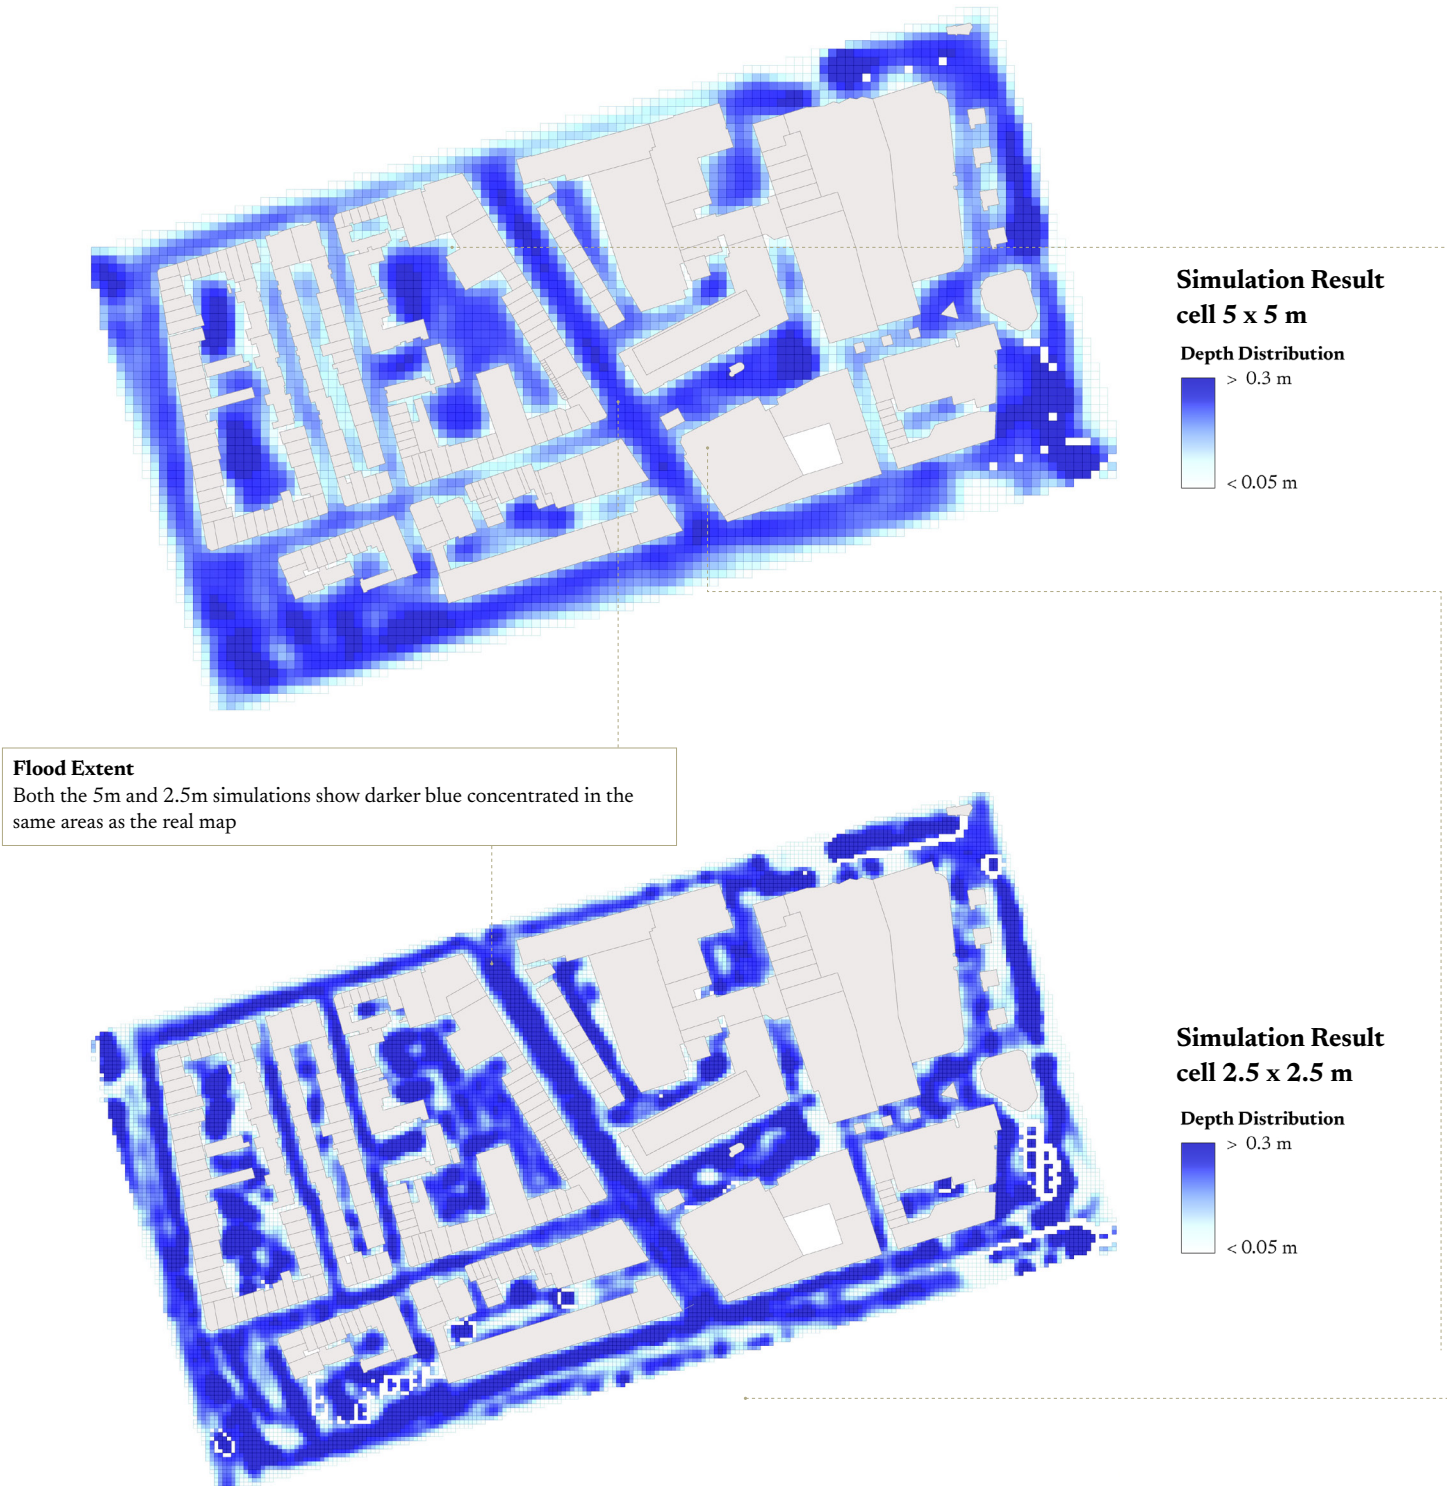 Simulation Result
cell 5 x 5 m
Depth Distribution
> 0.3 m
< 0.05 m
Flood Extent
Both the 5m and 2.5m simulations show darker blue concentrated in the
same areas as the real map
Simulation Result
cell 2.5 x 2.5 m
Depth Distribution
> 0.3 m
< 0.05 m